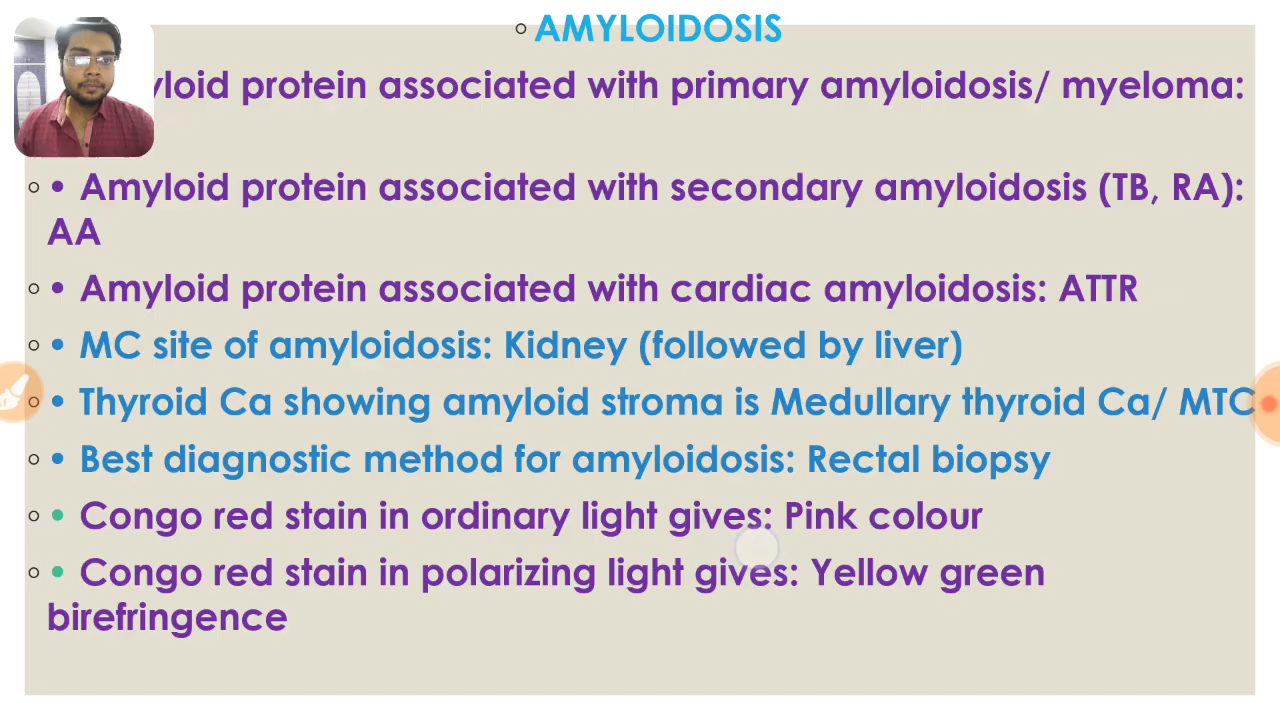 AMYLOIDOSIS
yloid protein associated with primary amyloidosis/ myeloma:
• Amyloid protein associated with secondary amyloidosis (TB, RA):
AA
• Amyloid protein associated with cardiac amyloidosis: ATTR
• MC site of amyloidosis: Kidney (followed by liver)
• Thyroid Ca showing amyloid stroma is Medullary thyroid Ca/ MTC
• Best diagnostic method for amyloidosis: Rectal biopsy
• Congo red stain in ordinary light gives: Pink colour
• Congo red stain in polarizing light gives: Yellow green
birefringence